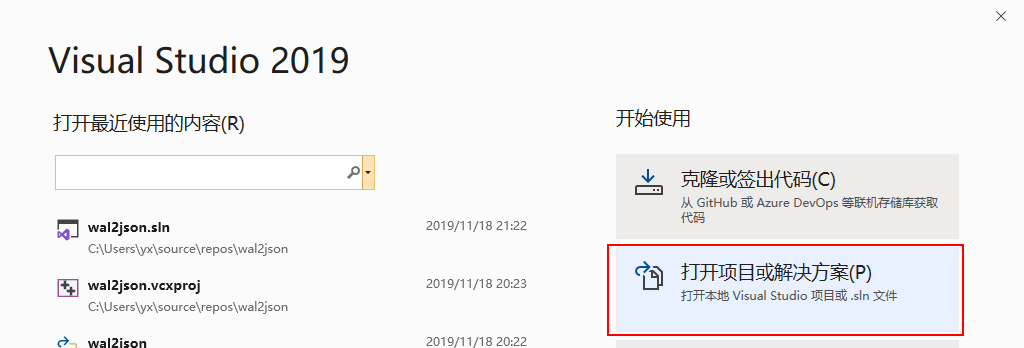 Visual Studio 2019
打开最近使用的内容(R)
wal2json.sln
2019/11/18 21:22
C:\Users\yx\source\repos\wal2json
wal2json.vcxproj
2019/11/18 20:23
C:\Users\yx\source\repos\wal2json
wal2json
2019/11/18 20:22
开始使用
克隆或签出代码(C)
从 GitHub 或 Azure DevOps 等联机存储库获取
代码
打开项目或解决方案(P)
打开本地 Visual Studio 项目或 .sln 文件